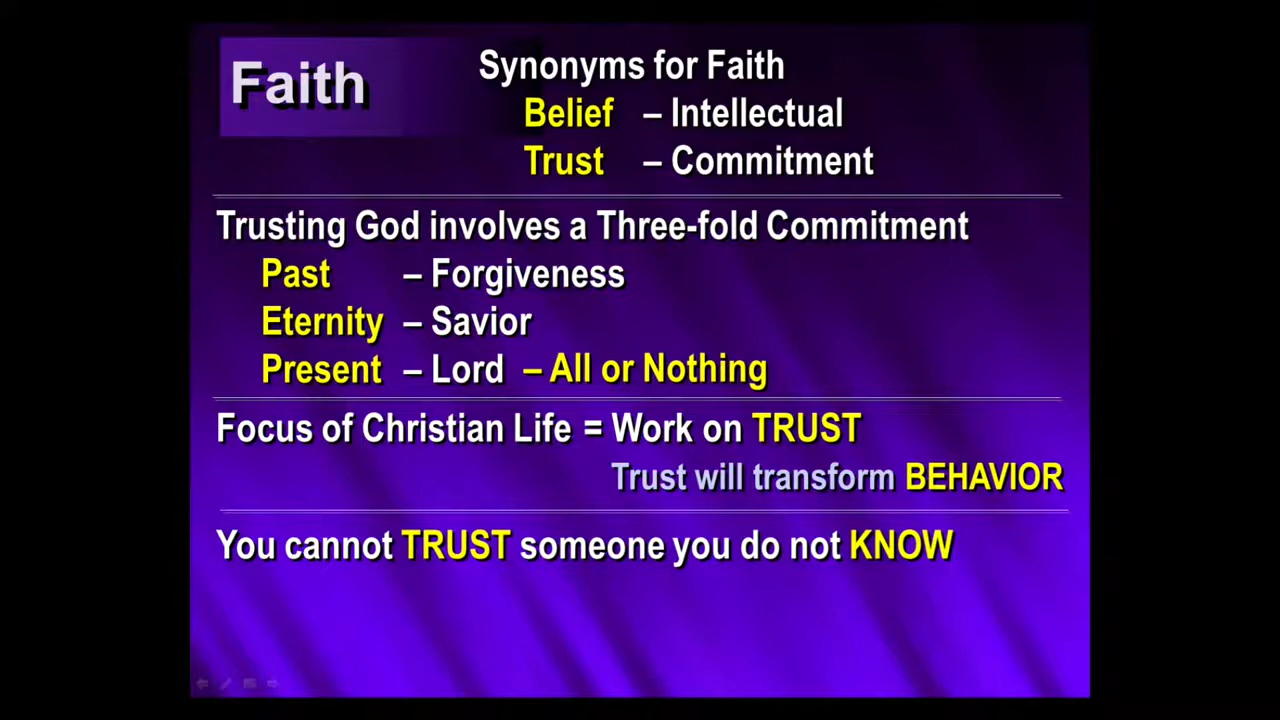 Faith
Synonyms for Faith
Belief – Intellectual
Trust – Commitment
Trusting God involves a Three-fold Commitment
Past – Forgiveness
Eternity – Savior
Present – Lord – All or Nothing
Focus of Christian Life = Work on TRUST
Trust will transform BEHAVIOR
You cannot TRUST someone you do not KNOW